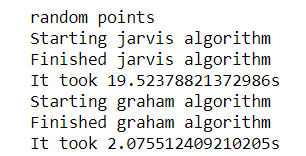 random points
Starting jarvis algorithm
Finished jarvis algorithm
It took 19.52378821372986s
Starting graham algorithm
Finished graham algorithm
It took 2.075512409210205s